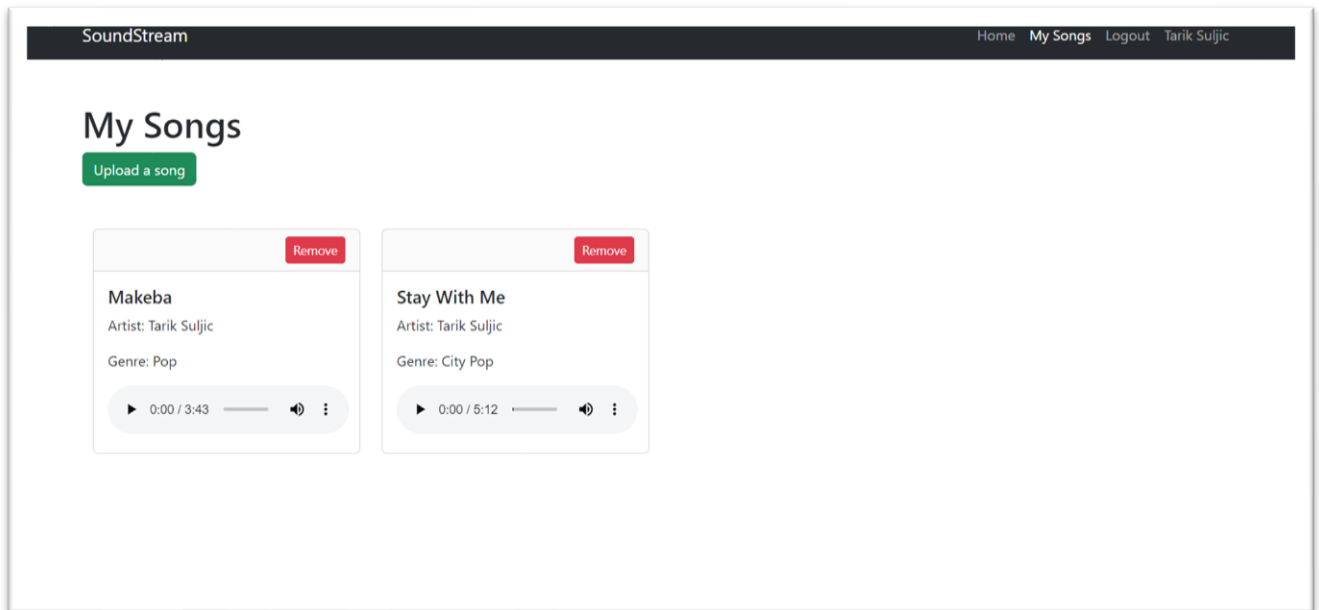 SoundStream
Home My Songs Logout Tarik Suljic
My Songs
Upload a song
Remove
Makeba
Artist: Tarik Suljic
Genre: Pop
0:00 / 3:43
Remove
Stay With Me
Artist: Tarik Suljic
Genre: City Pop
0:00 / 5:12